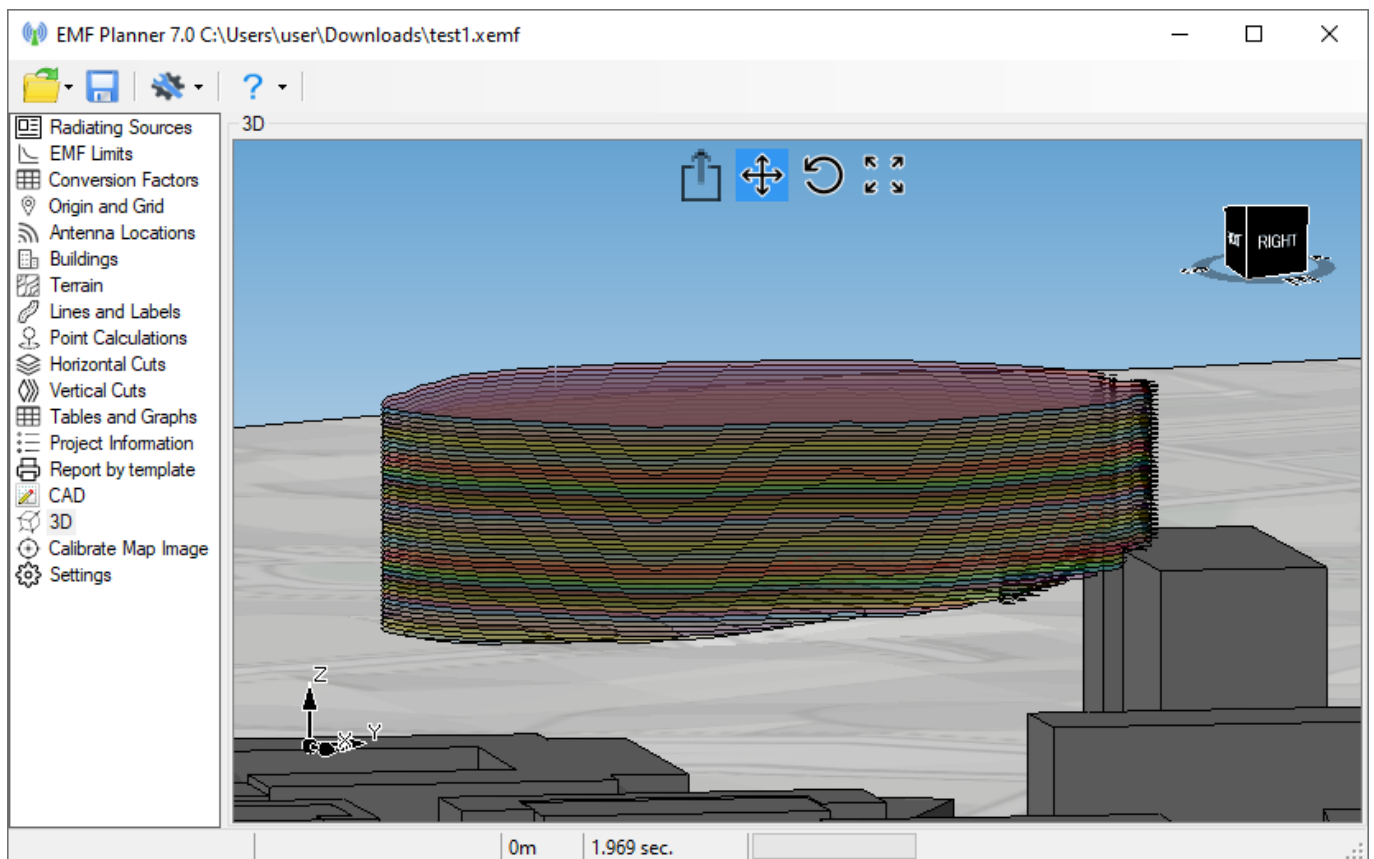 EMF Planner 7.0 C:\Users\user\Downloads\test1.xemf
Radiating Sources
EMF Limits
Conversion Factors
Origin and Grid
Antenna Locations
Buildings
Terrain
Lines and Labels
Point Calculations
Horizontal Cuts
Vertical Cuts
Tables and Graphs
Project Information
Report by template
CAD
3D
Calibrate Map Image
Settings
3D
RIGHT
Z
X
Y
0m
1.969 sec.